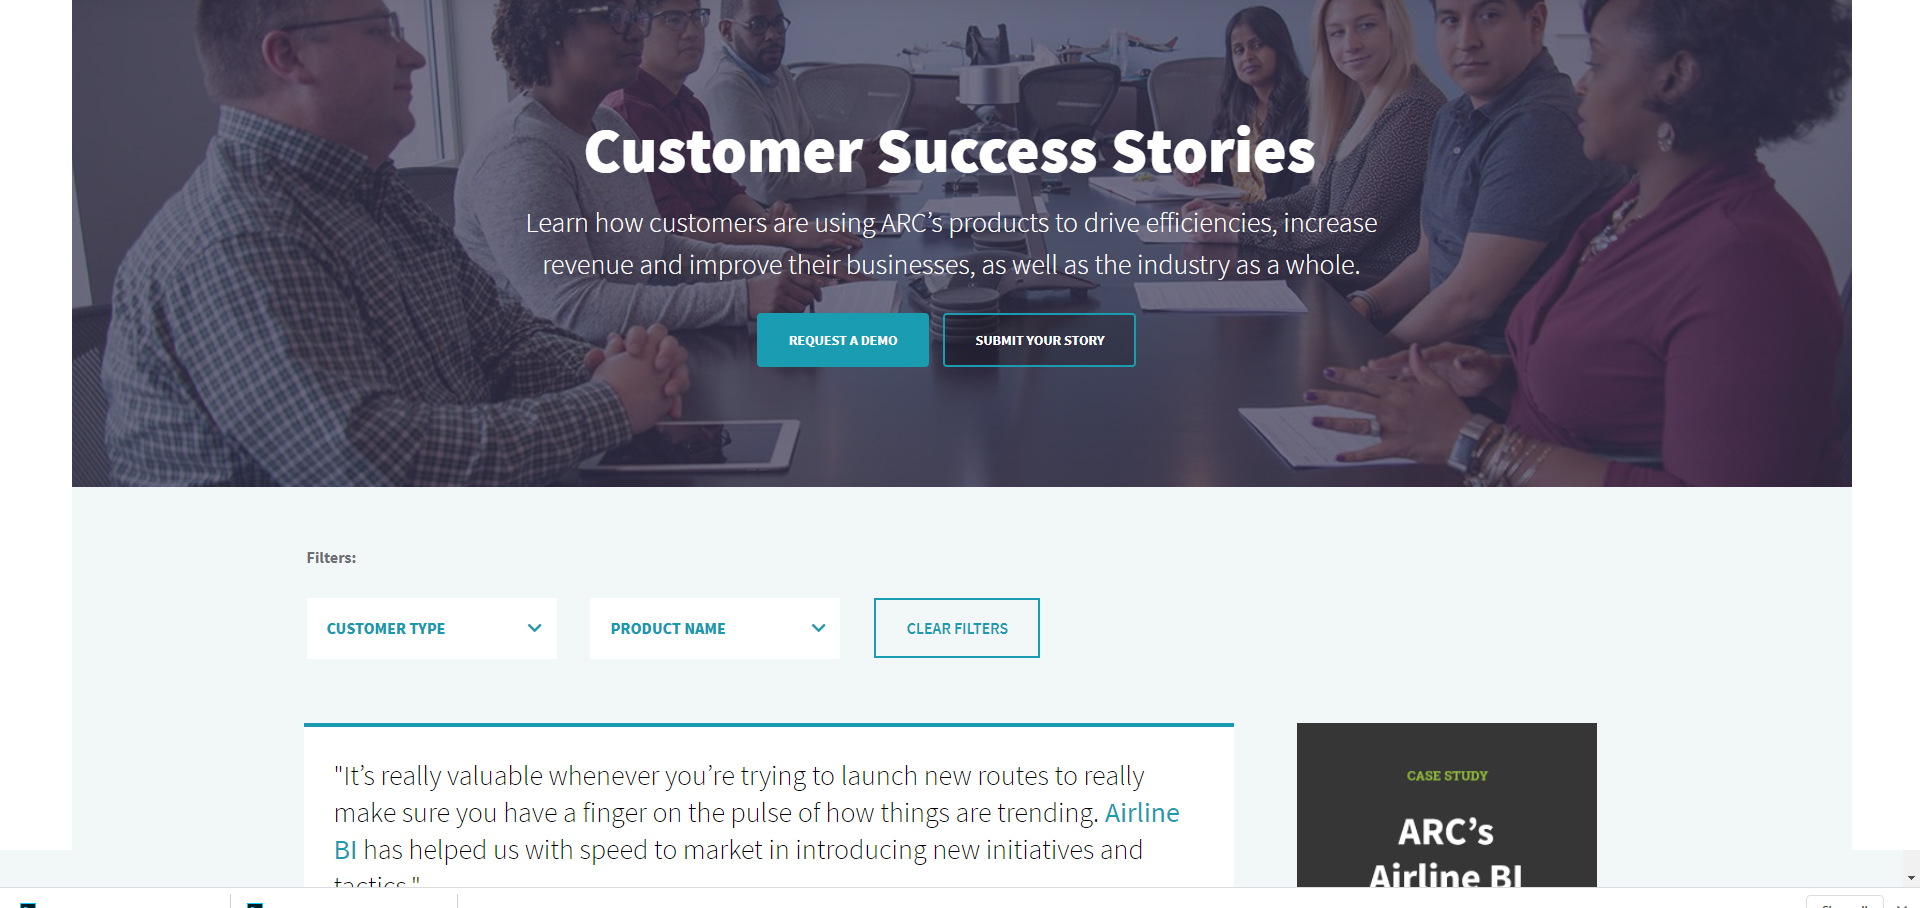 Customer Success Stories
Learn how customers are using ARC’s products to drive efficiencies, increase
revenue and improve their businesses, as well as the industry as a whole.
REQUEST A DEMO
SUBMIT YOUR STORY
Filters:
CUSTOMER TYPE
PRODUCT NAME
CLEAR FILTERS
"It’s really valuable whenever you’re trying to launch new routes to really
make sure you have a finger on the pulse of how things are trending. Airline
BI has helped us with speed to market in introducing new initiatives and
tactics."
CASE STUDY
ARC’s
Airline BI